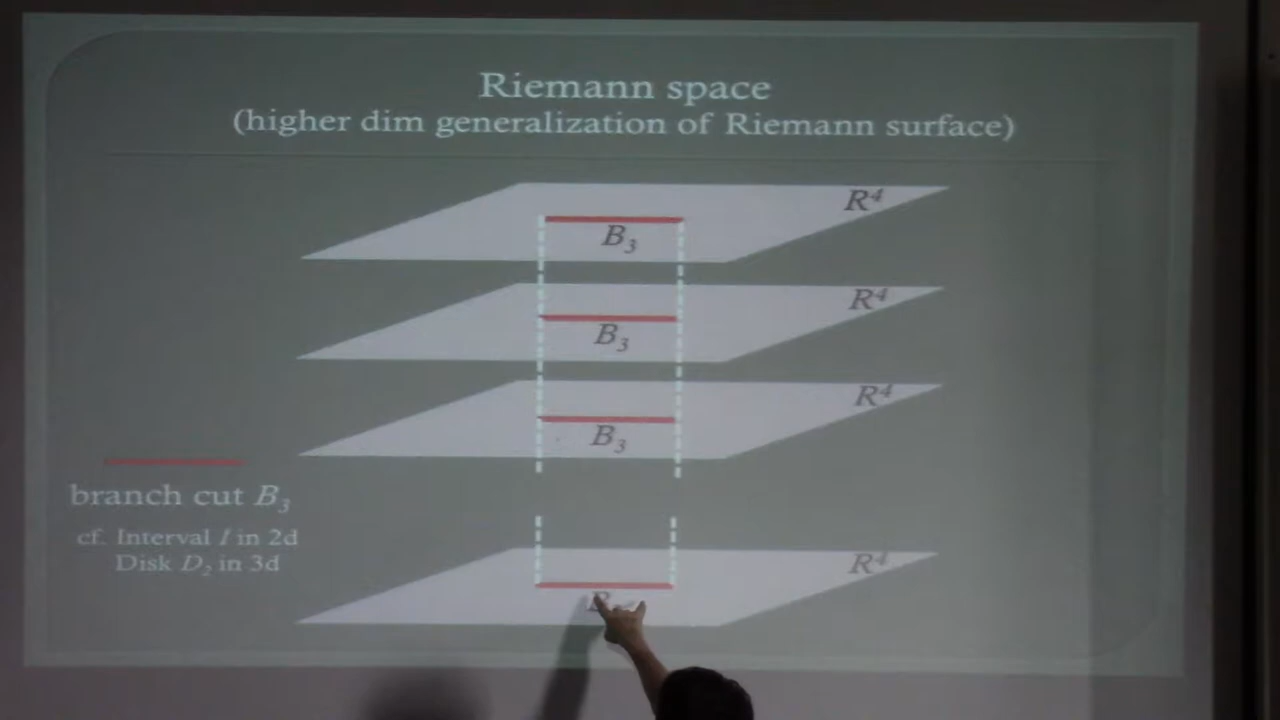 Riemann space
(higher dim generalization of Riemann surface)
R⁴
B₃
R⁴
B₃
R⁴
B₃
branch cut B₃
cf. Interval I in 2d
Disk D₂ in 3d
R⁴